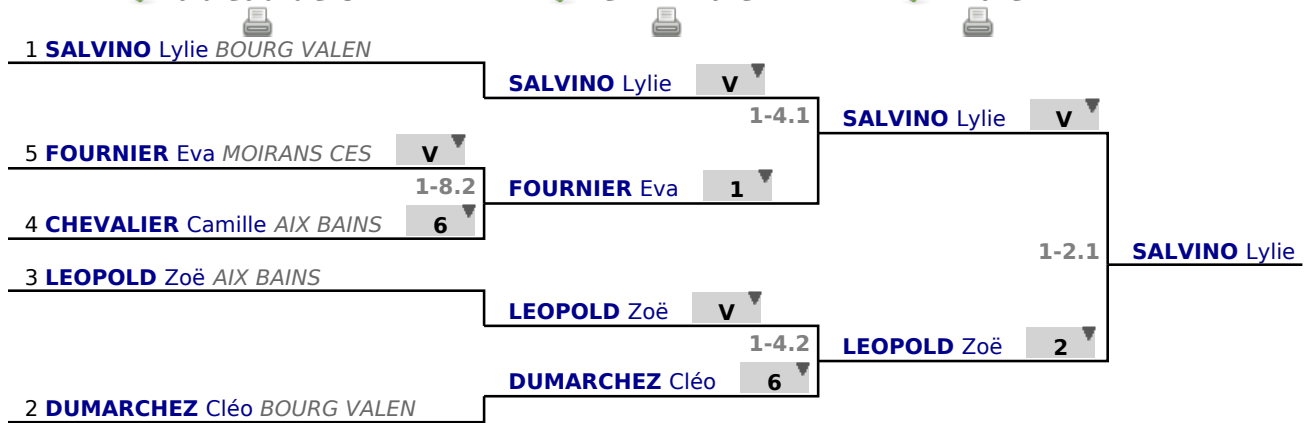 1 SALVINO Lylie BOURG VALEN
SALVINO Lylie V
1-4.1
SALVINO Lylie V
5 FOURNIER Eva MOIRANS CES V
1-8.2
FOURNIER Eva 1
4 CHEVALIER Camille AIX BAINS 6
1-2.1
SALVINO Lylie
3 LEOPOLD Zoë AIX BAINS
LEOPOLD Zoë V
1-4.2
LEOPOLD Zoë 2
DUMARCHEZ Cléo 6
2 DUMARCHEZ Cléo BOURG VALEN